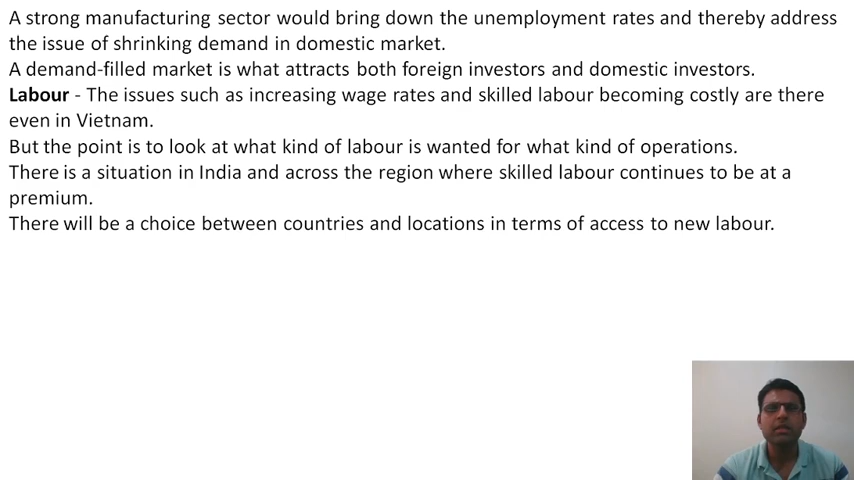 A strong manufacturing sector would bring down the unemployment rates and thereby address
the issue of shrinking demand in domestic market.
A demand-filled market is what attracts both foreign investors and domestic investors.
Labour - The issues such as increasing wage rates and skilled labour becoming costly are there
even in Vietnam.
But the point is to look at what kind of labour is wanted for what kind of operations.
There is a situation in India and across the region where skilled labour continues to be at a
premium.
There will be a choice between countries and locations in terms of access to new labour.